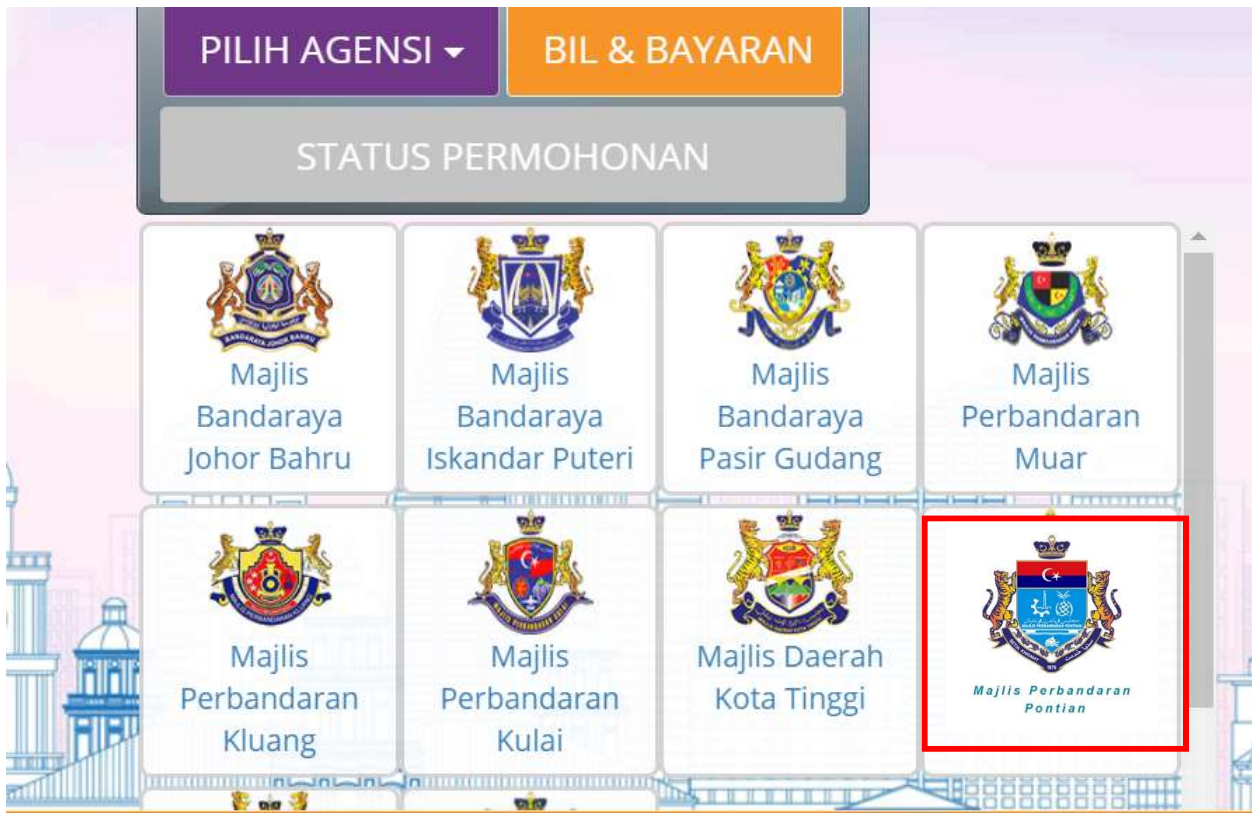 PILIH AGENSI
BIL & BAYARAN
STATUS PERMOHONAN
Majlis
Bandaraya
Johor Bahru
Majlis
Bandaraya
Iskandar Puteri
Majlis
Bandaraya
Pasir Gudang
Majlis
Perbandaran
Muar
Majlis
Perbandaran
Kluang
Majlis
Perbandaran
Kulai
Majlis Daerah
Kota Tinggi
Majlis Perbandaran
Pontian